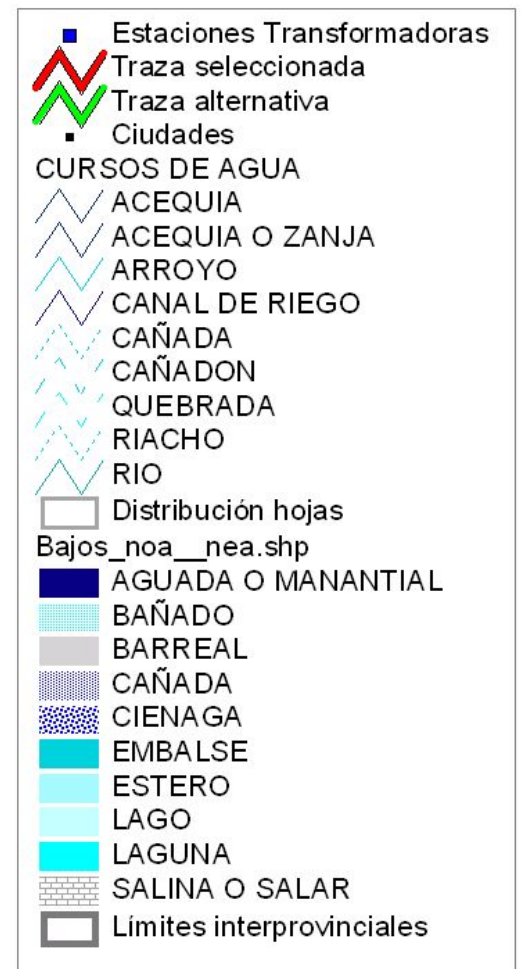 Estaciones Transformadoras
Traza seleccionada
Traza alternativa
Ciudades
CURSOS DE AGUA
ACEQUIA
ACEQUIA O ZANJA
ARROYO
CANAL DE RIEGO
CAÑADA
CAÑADON
QUEBRADA
RIACHO
RIO
Distribución hojas
Bajos_noa__nea.shp
AGUADA O MANANTIAL
BAÑADO
BARREAL
CAÑADA
CIENAGA
EMBALSE
ESTERO
LAGO
LAGUNA
SALINA O SALAR
Límites interprovinciales